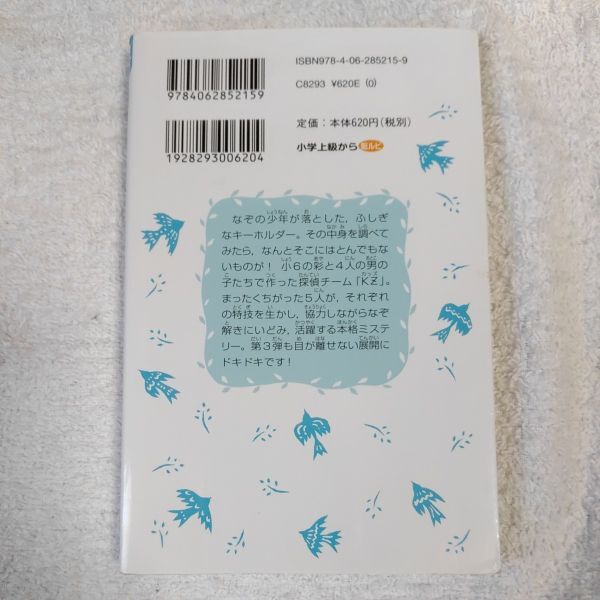 ISBN978-4-06-285215-9
9784062852159
C8293 ¥620E (0)
1928293006204
定価：本体620円（税別）
小学上級から 総ルビ
なぞの少年が落とした，ふしぎ
なキーホルダー。その中身を調べて
みたら，なんとそこにはとんでもな
いものが！ 小6の彩と4人の男の
子たちで作った探偵チーム「KZ」。
まったくちがった5人が，それぞれ
の特技を生かし，協力しながらなぞ
解きにいどみ，活躍する本格ミステ
リー。第3弾も目が離せない展開に
ドキドキです！